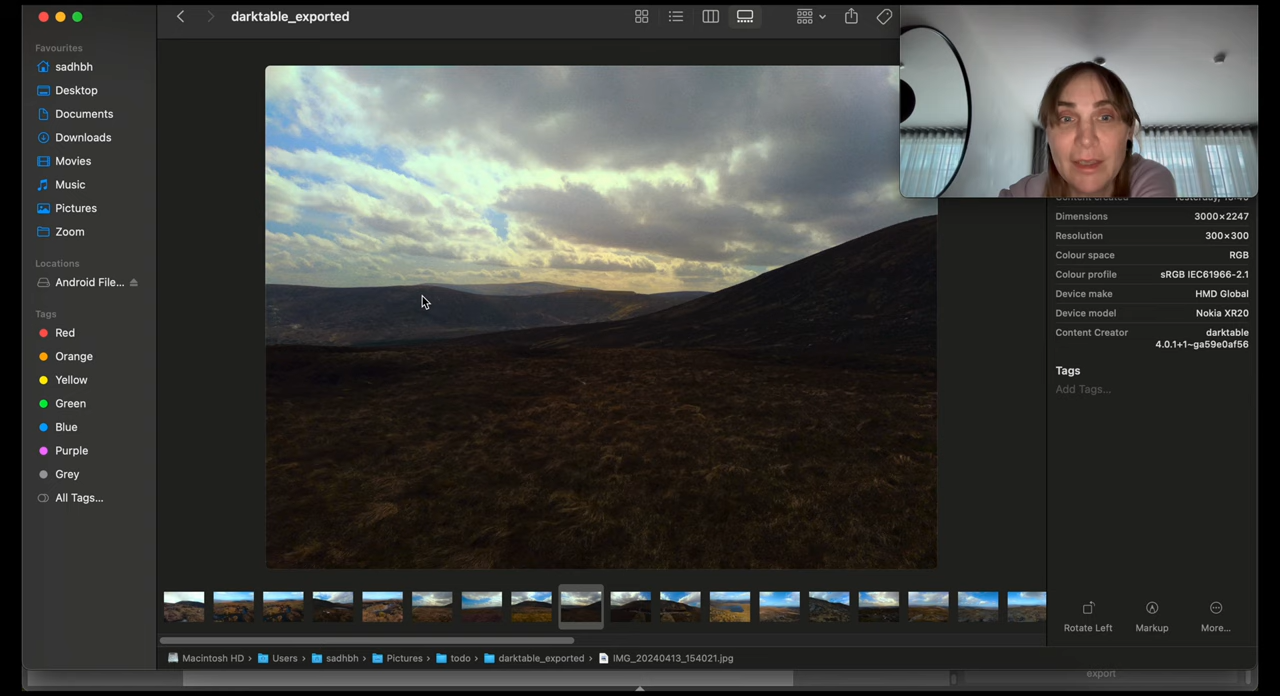 darktable_exported
Favourites
sadhbh
Desktop
Documents
Downloads
Movies
Music
Pictures
Zoom
Locations
Android File...
Tags
Red
Orange
Yellow
Green
Blue
Purple
Grey
All Tags...
Content created Yesterday,
Dimensions 3000×2247
Resolution 300×300
Colour space RGB
Colour profile sRGB IEC61966-2.1
Device make HMD Global
Device model Nokia XR20
Content Creator darktable
4.0.1+1~ga59e0af56
Tags
Add Tags...
Rotate Left Markup More...
Macintosh HD › Users › sadhbh › Pictures › todo › darktable_exported › IMG_20240413_154021.jpg
export